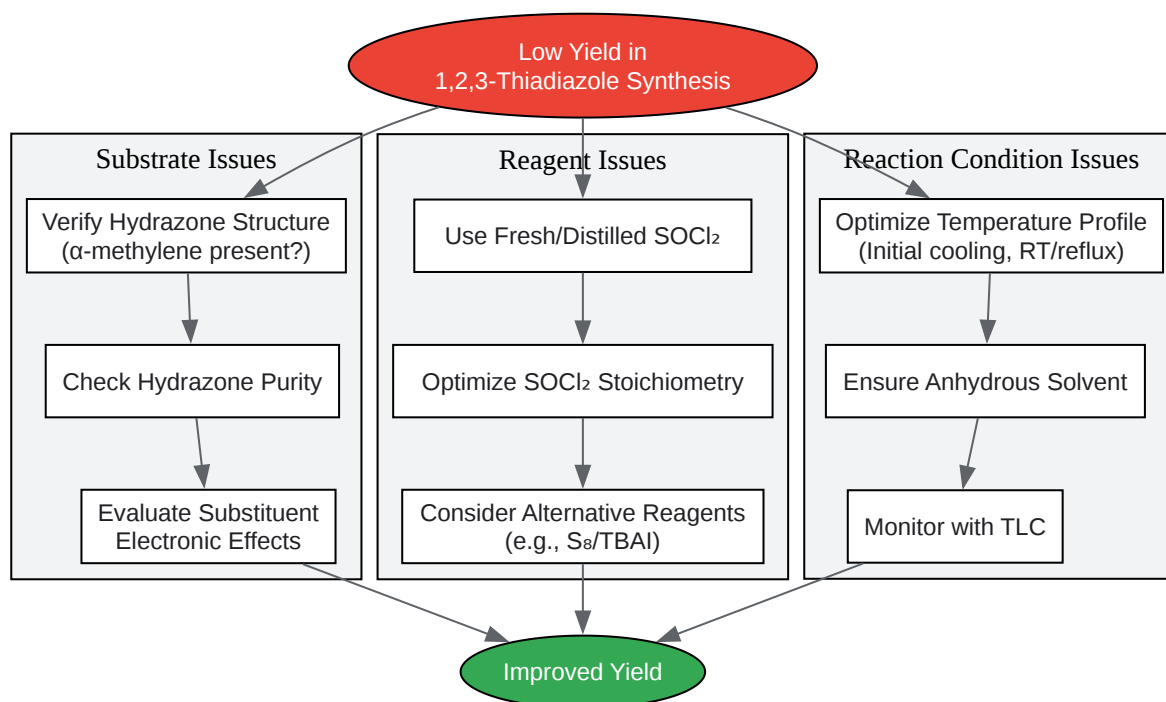 Low Yield in
1,2,3-Thiadiazole Synthesis
Substrate Issues
Verify Hydrazone Structure
(α-methylene present?)
Check Hydrazone Purity
Evaluate Substituent
Electronic Effects
Reagent Issues
Use Fresh/Distilled SOCl₂
Optimize SOCl₂ Stoichiometry
Consider Alternative Reagents
(e.g., S₈/TBAI)
Reaction Condition Issues
Optimize Temperature Profile
(Initial cooling, RT/reflux)
Ensure Anhydrous Solvent
Monitor with TLC
Improved Yield